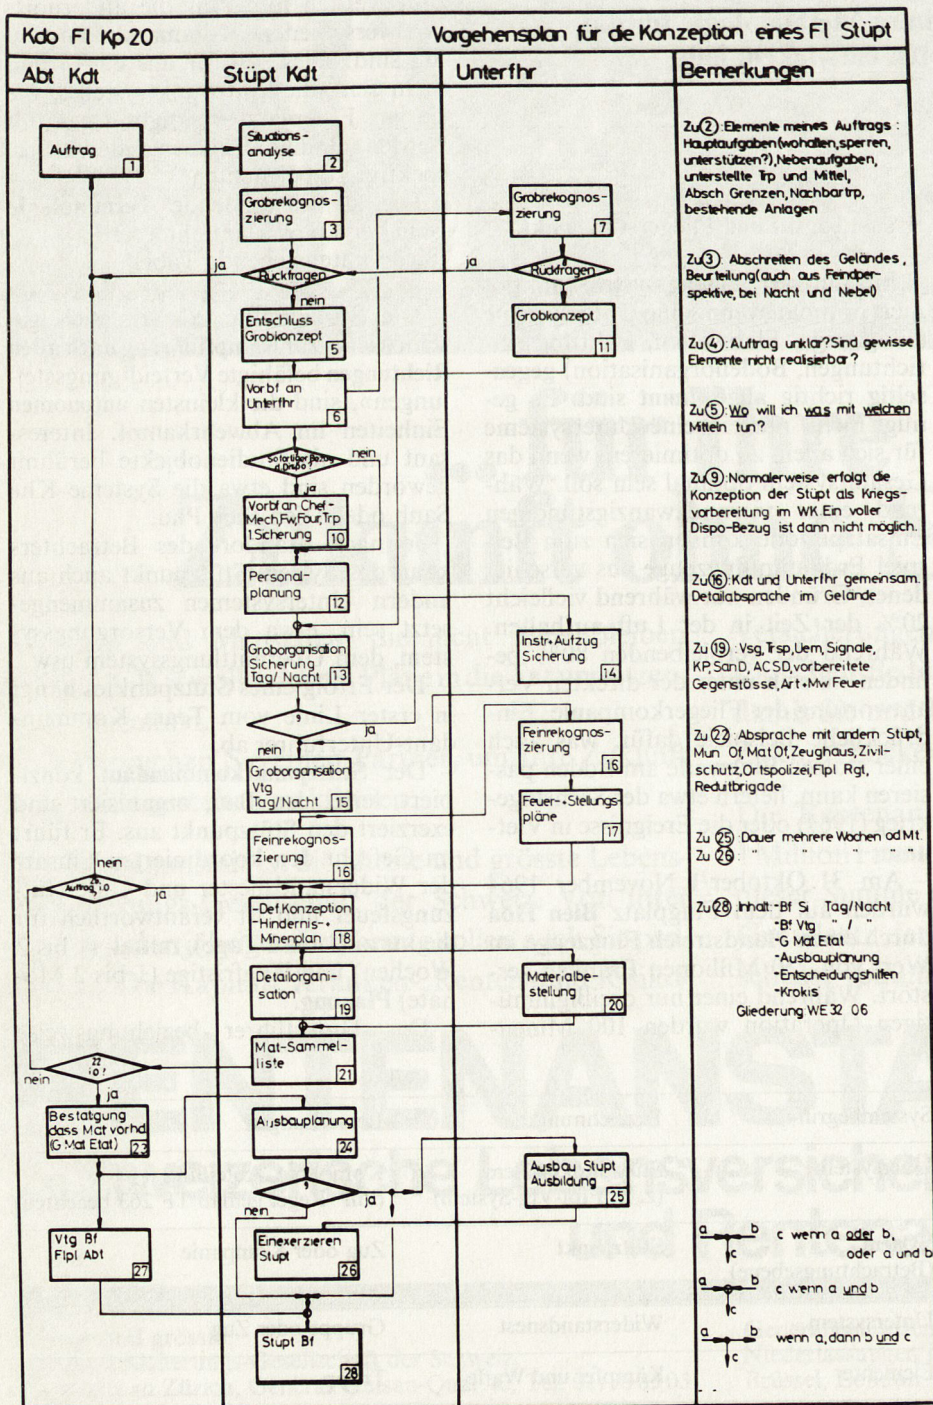 Kdo Fl Kp 20
Vorgehensplan für die Konzeption eines Fl Stüpt
Abt Kdt
Stüpt Kdt
Unterfhr
Bemerkungen
Auftrag
1
Situations-
analyse
2
Grobrekognos-
zierung
3
Grobrekognos-
zierung
7
ja
Rückfragen
ja
Rückfragen
nein
nein
Entschluss
Grobkonzept
5
Grobkonzept
11
Vorbf an
Unterfhr
6
Sofortiger Bezug
d. Dispo?
nein
ja
Vorbf an Chef-
Mech,Fw,Four,Trp
1.Sicherung
10
Personal-
planung
12
Groborganisation
Sicherung
Tag/ Nacht
13
Instr+Aufzug
Sicherung
14
?
ja
nein
Groborganisation
Vtg
Tag/Nacht
15
Feinrekognos-
zierung
16
Feinrekognos-
zierung
16
Feuer-+Stellungs-
pläne
17
nein
Auftrag i.O
ja
-Def.Konzeption
-Hindernis-+
Minenplan
18
Detailorgani-
sation
19
Materialbe-
stellung
20
Mat-Sammel-
liste
21
22
i O ?
nein
ja
Bestätgung
dass Mat vorhd.
(G Mat Etat)
23
Ausbauplanung
24
?
ja
nein
Ausbau Stüpt
Ausbildung
25
Vtg Bf
Flpl Abt
27
Einexerzieren
Stüpt
26
Stüpt Bf
28
Zu (2):Elemente meines Auftrags :
Hauptaufgaben(wo halten,sperren,
unterstützen?),Nebenaufgaben,
unterstellte Trp und Mittel,
Absch Grenzen,Nachbartrp,
bestehende Anlagen
Zu (3): Abschreiten des Geländes,
Beurteilung(auch aus Feindper-
spektive, bei Nacht und Nebel)
Zu (4): Auftrag unklar? Sind gewisse
Elemente nicht realisierbar ?
Zu (5): Wo will ich was mit welchen
Mitteln tun?
Zu (9):Normalerweise erfolgt die
Konzeption der Stüpt als Kriegs-
vorbereitung im WK.Ein voller
Dispo-Bezug ist dann nicht möglich.
Zu (16): Kdt und Unterfhr gemeinsam.
Detailabsprache im Gelände
Zu (19): Vsg,Trsp,Uem, Signale,
KP,SanD,ACSD,vorbereitete
Gegenstösse,Art+Mw Feuer
Zu (22): Absprache mit andern Stüpt,
Mun Of,Mat Of,Zeughaus,Zivil-
schutz,Ortspolizei,Flpl Rgt,
Reduitbrigade
Zu (25): Dauer mehrere Wochen od Mt.
Zu (26): " " " " "
Zu (28) Inhalt:-Bf Si Tag/Nacht
-Bf Vtg " / "
-G Mat Etat
-Ausbauplanung
-Entscheidungshilfen
-Krokis
Gliederung WE 32 06
a b c wenn a oder b,
c oder a und b
a b c wenn a und b
c
a b wenn a,dann b und c
c